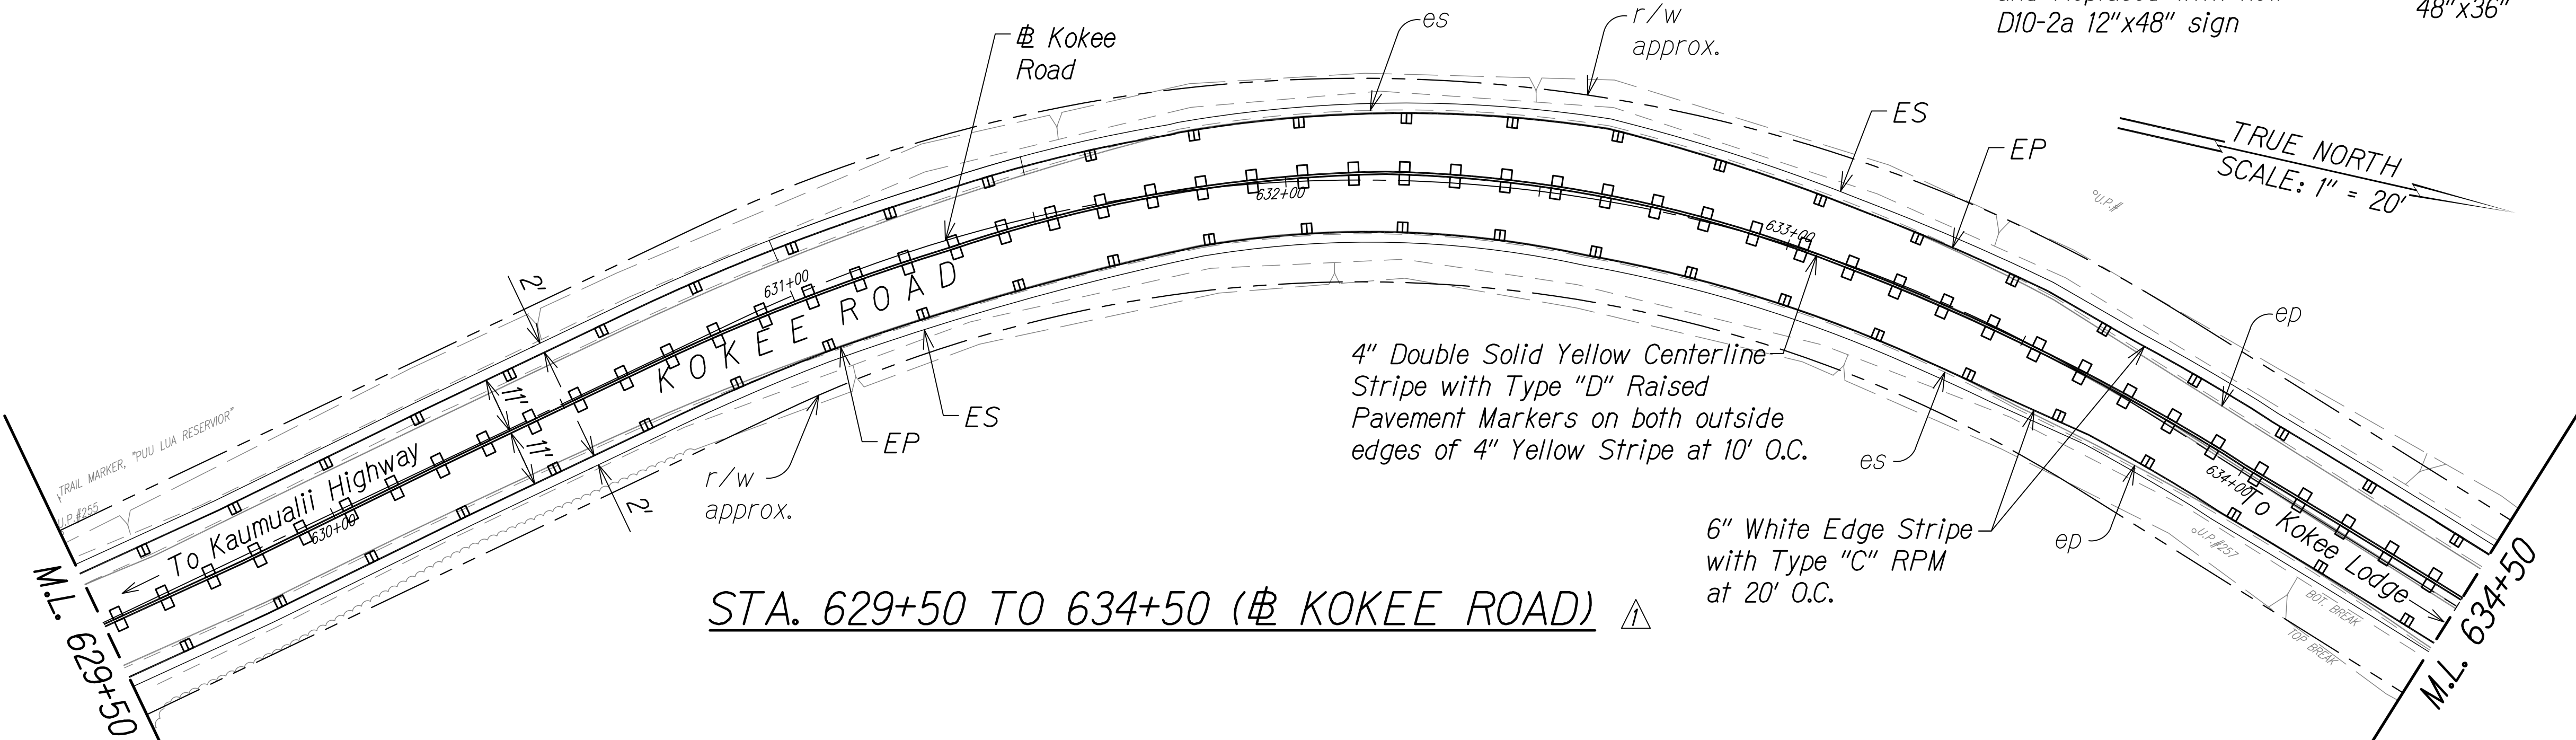 D10-2a 12"x48" sign
48"x36"
℄ Kokee
Road
es
r/w
approx.
ES
EP
TRUE NORTH
SCALE: 1" = 20'
U.P.#
632+00
633+00
631+00
2'
KOKEE ROAD
ep
4" Double Solid Yellow Centerline
Stripe with Type "D" Raised
Pavement Markers on both outside
edges of 4" Yellow Stripe at 10' O.C.
11'
11'
ES
EP
TRAIL MARKER, "PUU LUA RESERVIOR"
U.P.#255
To Kaumualii Highway
630+00
r/w
approx.
2'
es
634+00
To Kokee Lodge
6" White Edge Stripe
with Type "C" RPM
at 20' O.C.
ep
U.P.#257
BOT. BREAK
TOP BREAK
M.L. 629+50
M.L. 634+50
STA. 629+50 TO 634+50 (℄ KOKEE ROAD)
1